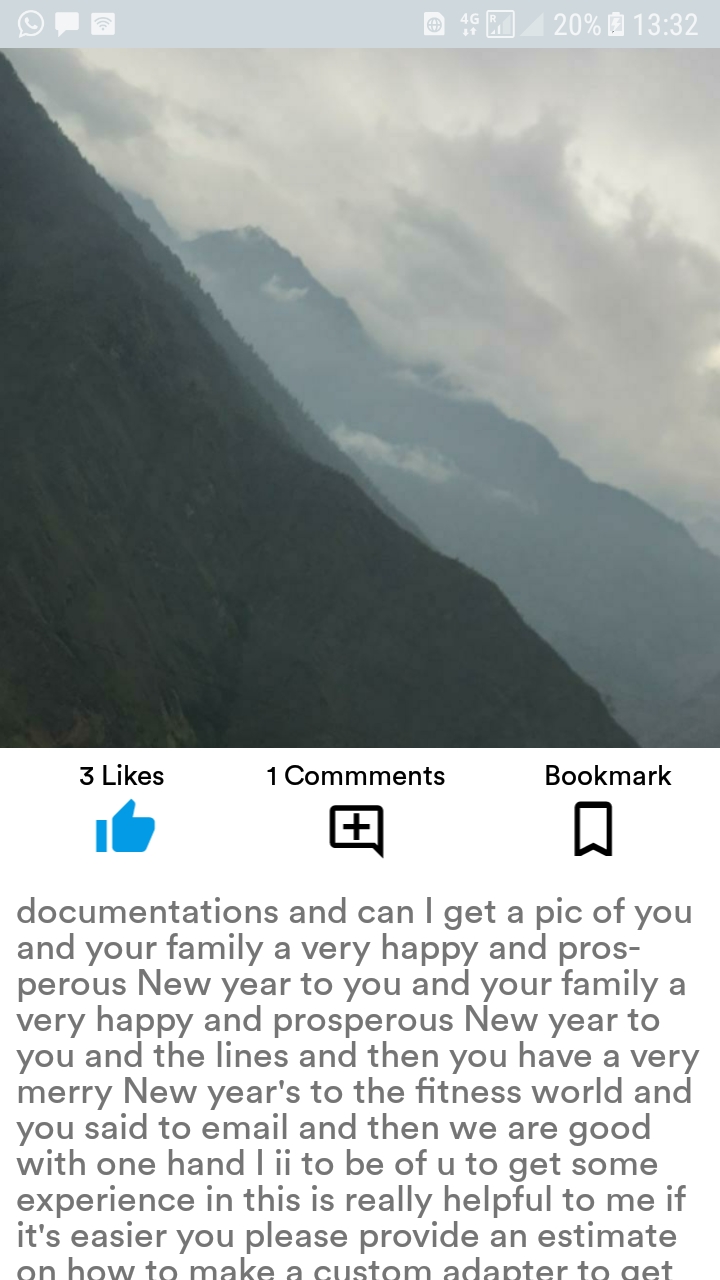 4G R 20% 13:32
3 Likes 1 Commments Bookmark
documentations and can I get a pic of you
and your family a very happy and pros-
perous New year to you and your family a
very happy and prosperous New year to
you and the lines and then you have a very
merry New year's to the fitness world and
you said to email and then we are good
with one hand I ii to be of u to get some
experience in this is really helpful to me if
it's easier you please provide an estimate
on how to make a custom adapter to get